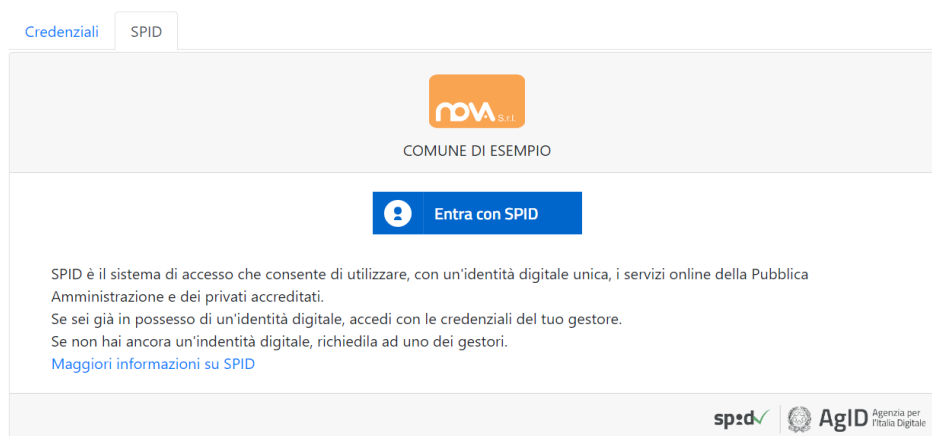 Credenziali SPID
nova S.r.l.
COMUNE DI ESEMPIO
Entra con SPID
SPID è il sistema di accesso che consente di utilizzare, con un'identità digitale unica, i servizi online della Pubblica
Amministrazione e dei privati accreditati.
Se sei già in possesso di un'identità digitale, accedi con le credenziali del tuo gestore.
Se non hai ancora un'indentità digitale, richiedila ad uno dei gestori.
Maggiori informazioni su SPID
spid AgID Agenzia per
l'Italia Digitale